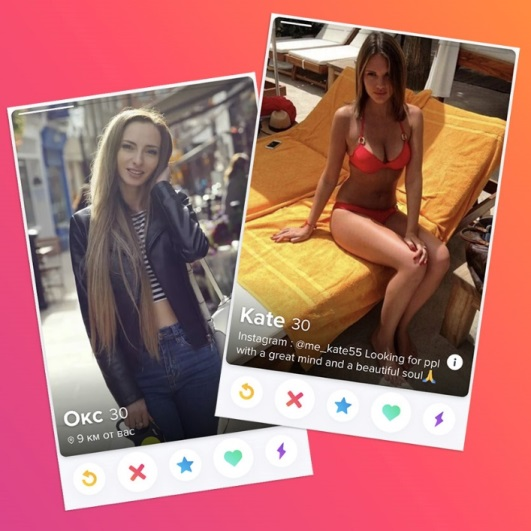 Окс 30
9 км от вас
Kate 30
Instagram : @me_kate55 Looking for ppl
with a great mind and a beautiful soul🙏